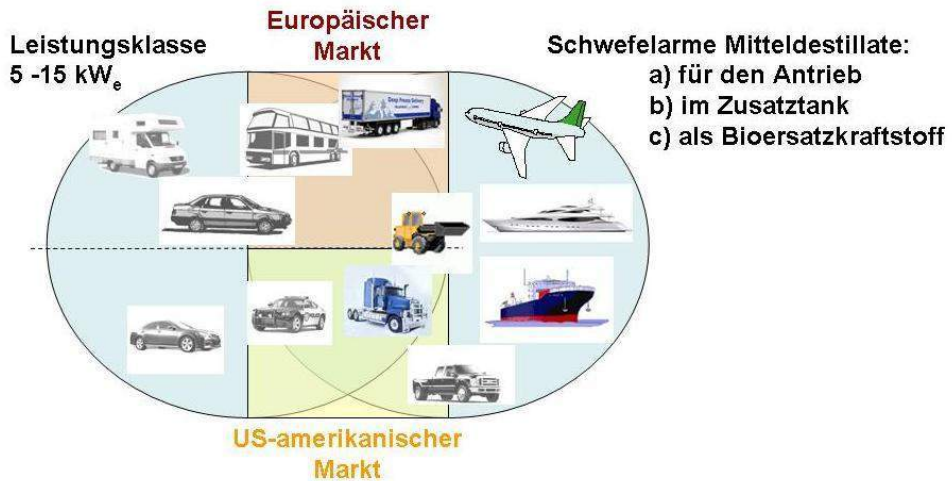 Europäischer
Markt
Leistungsklasse
5 -15 kWe
Schwefelarme Mitteldestillate:
a) für den Antrieb
b) im Zusatztank
c) als Bioersatzkraftstoff
US-amerikanischer
Markt